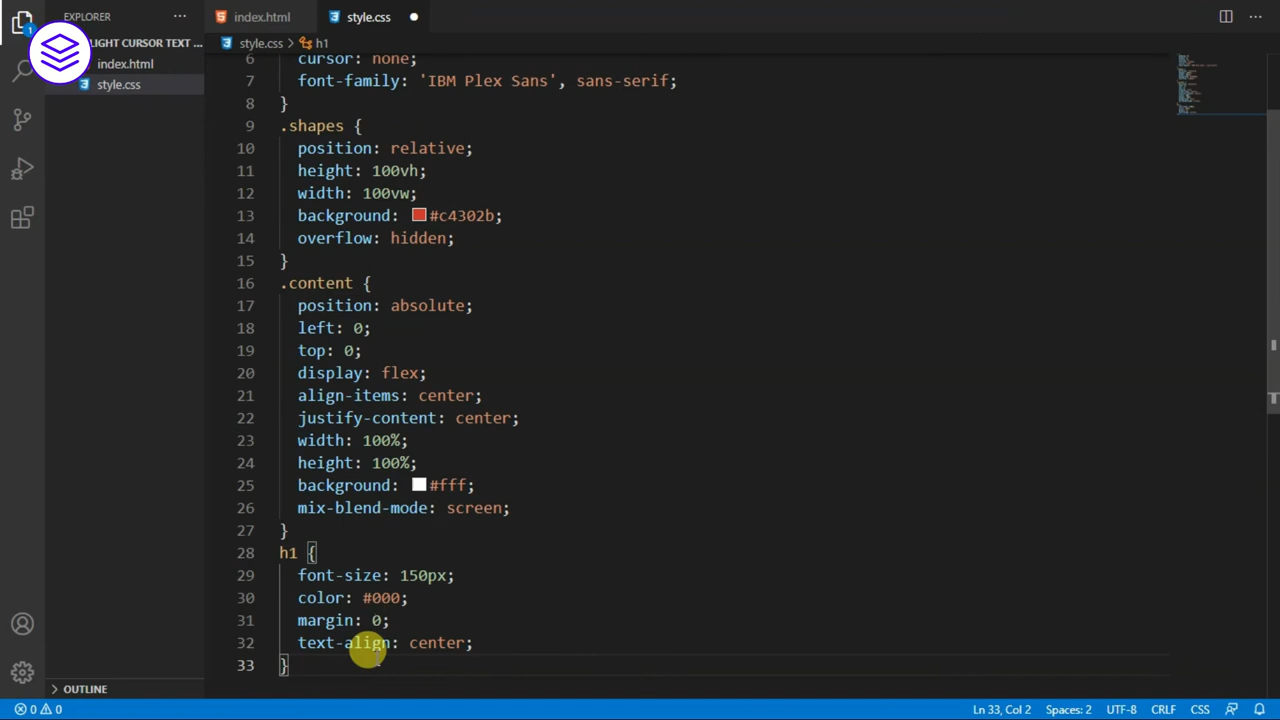 EXPLORER
index.html
style.css
1
LIGHT CURSOR TEXT ...
style.css
h1
index.html
style.css
6 cursor: none;
7 font-family: 'IBM Plex Sans', sans-serif;
8 }
9 .shapes {
10 position: relative;
11 height: 100vh;
12 width: 100vw;
13 background: #c4302b;
14 overflow: hidden;
15 }
16 .content {
17 position: absolute;
18 left: 0;
19 top: 0;
20 display: flex;
21 align-items: center;
22 justify-content: center;
23 width: 100%;
24 height: 100%;
25 background: #fff;
26 mix-blend-mode: screen;
27 }
28 h1 {
29 font-size: 150px;
30 color: #000;
31 margin: 0;
32 text-align: center;
33 }
OUTLINE
0 0
Ln 33, Col 2
Spaces: 2
UTF-8
CRLF
CSS